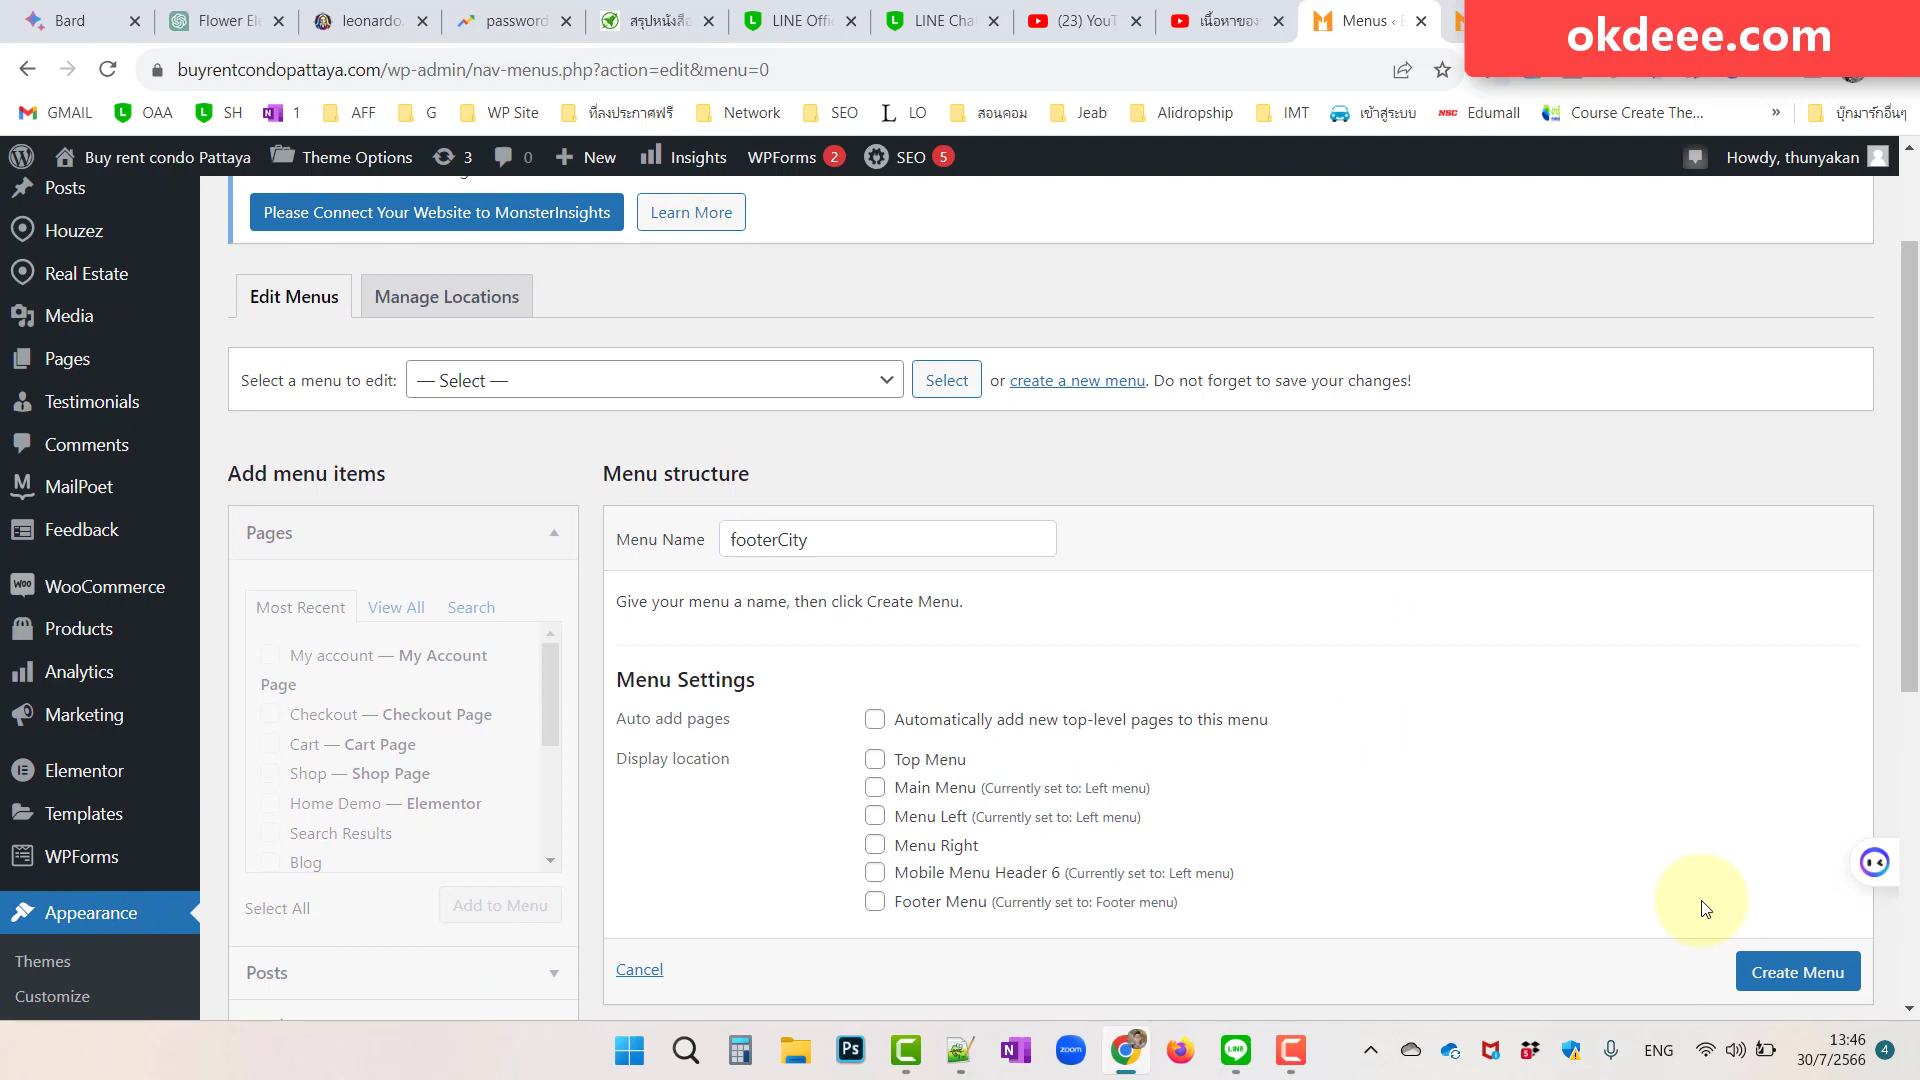 Bard
Flower El
leonardo.
password
สรุปหนังสือ
LINE Offi
LINE Cha
(23) YouT
เนื้อหาของ
Menus ‹
okdeee.com
buyrentcondopattaya.com/wp-admin/nav-menus.php?action=edit&menu=0
GMAIL
OAA
SH
1
AFF
G
WP Site
ที่ลงประกาศฟรี
Network
SEO
LO
สอนคอม
Jeab
Alidropship
IMT
เข้าสู่ระบบ
NSC Edumall
Course Create The...
»
บุ๊กมาร์กอื่นๆ
Buy rent condo Pattaya
Theme Options
3
0
New
Insights
WPForms 2
SEO 5
Howdy, thunyakan
Posts
Houzez
Real Estate
Media
Pages
Testimonials
Comments
MailPoet
Feedback
WooCommerce
Products
Analytics
Marketing
Elementor
Templates
WPForms
Appearance
Themes
Customize
Please Connect Your Website to MonsterInsights
Learn More
Edit Menus
Manage Locations
Select a menu to edit:
— Select —
Select
or create a new menu. Do not forget to save your changes!
Add menu items
Menu structure
Pages
Most Recent
View All
Search
My account — My Account
Page
Checkout — Checkout Page
Cart — Cart Page
Shop — Shop Page
Home Demo — Elementor
Search Results
Blog
Select All
Add to Menu
Posts
Menu Name
footerCity
Give your menu a name, then click Create Menu.
Menu Settings
Auto add pages
Automatically add new top-level pages to this menu
Display location
Top Menu
Main Menu (Currently set to: Left menu)
Menu Left (Currently set to: Left menu)
Menu Right
Mobile Menu Header 6 (Currently set to: Left menu)
Footer Menu (Currently set to: Footer menu)
Cancel
Create Menu
Ps
zoom
LINE
ENG
13:46
30/7/2566
4